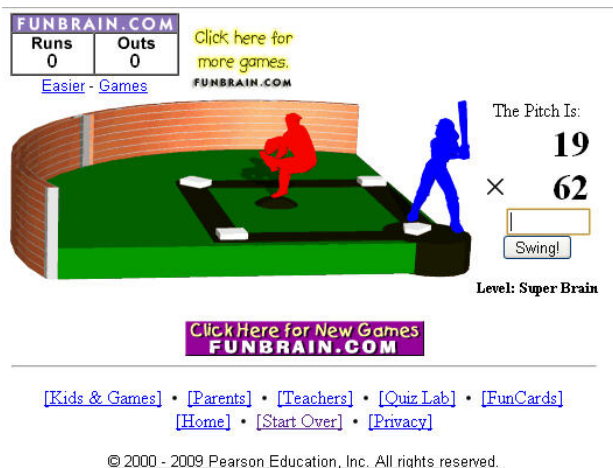 FUNBRAIN.COM
Runs Outs
0 0
Easier - Games
Click here for
more games.
FUNBRAIN.COM
The Pitch Is:
19
× 62
Swing!
Level: Super Brain
Click Here for New Games
FUNBRAIN.COM
[Kids & Games] • [Parents] • [Teachers] • [Quiz Lab] • [FunCards]
[Home] • [Start Over] • [Privacy]
© 2000 - 2009 Pearson Education, Inc. All rights reserved.